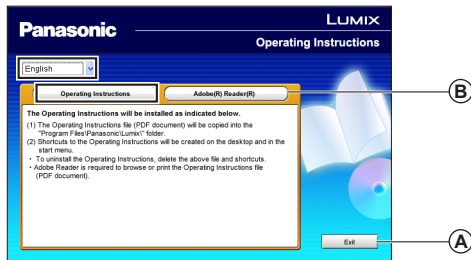 Panasonic
LUMIX
Operating Instructions
English
Operating Instructions
Adobe(R) Reader(R)
B
The Operating Instructions will be installed as indicated below.
(1) The Operating Instructions file (PDF document) will be copied into the
"Program Files\Panasonic\Lumix\" folder.
(2) Shortcuts to the Operating Instructions will be created on the desktop and in the
start menu.
・ To uninstall the Operating Instructions, delete the above file and shortcuts.
・ Adobe Reader is required to browse or print the Operating Instructions file
(PDF document).
Exit
A